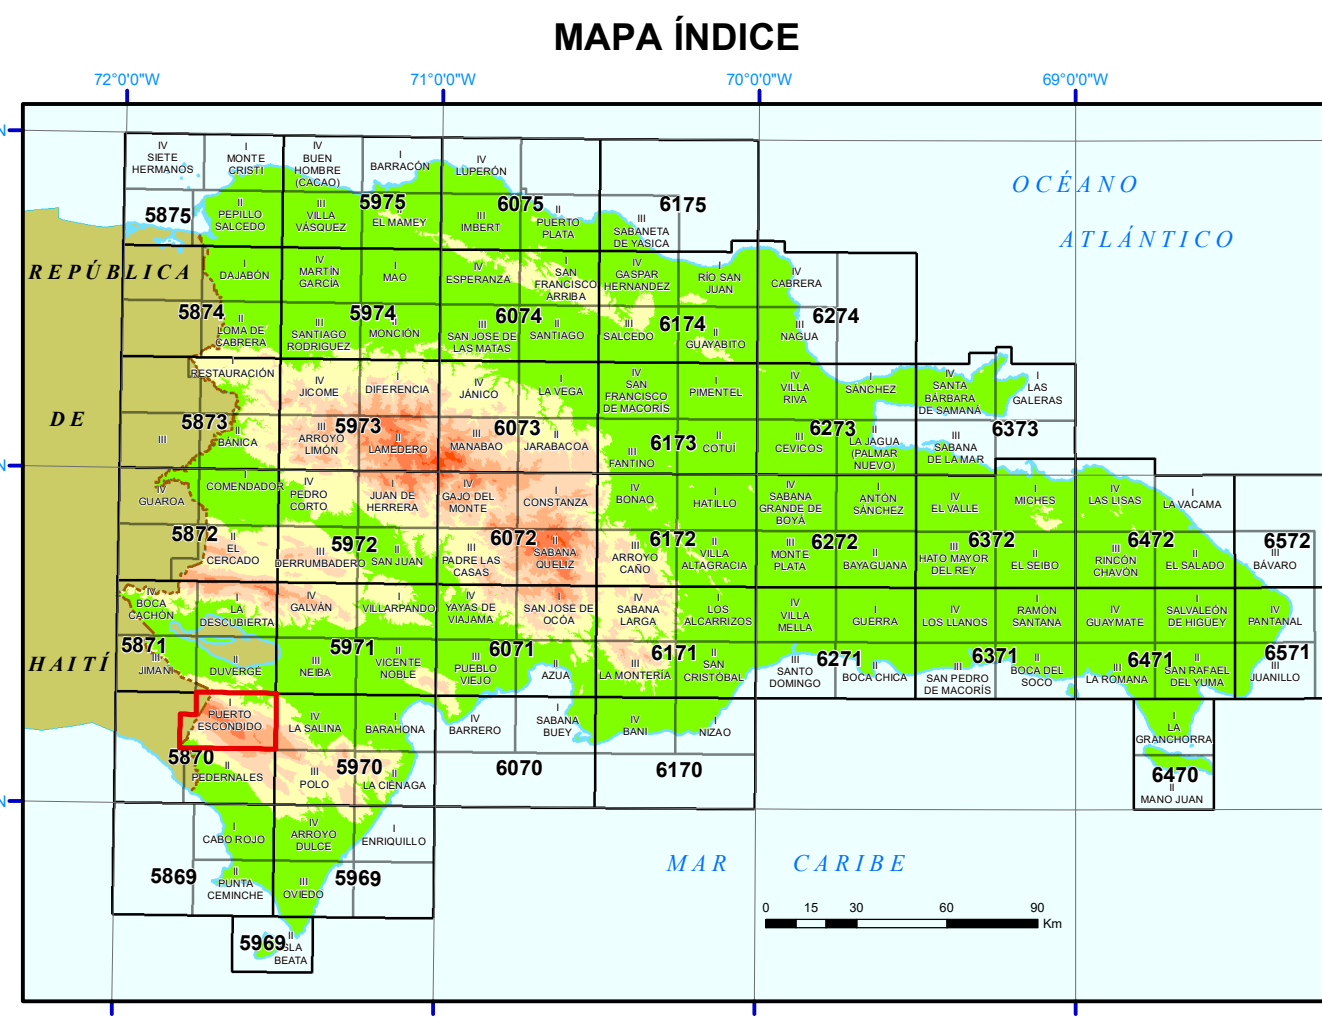 MAPA ÍNDICE
72°0'0"W
71°0'0"W
70°0'0"W
69°0'0"W
N
IV
SIETE
HERMANOS
I
MONTE
CRISTI
IV
BUEN
HOMBRE
(CACAO)
I
BARRACÓN
IV
LUPERÓN
OCÉANO
ATLÁNTICO
5875
II
PEPILLO
SALCEDO
III
VILLA
VÁSQUEZ
5975
II
EL MAMEY
III
IMBERT
6075
II
PUERTO
PLATA
III
SABANETA
DE YASICA
6175
REPÚBLICA
I
DAJABÓN
IV
MARTÍN
GARCÍA
I
MAO
IV
ESPERANZA
I
SAN
FRANCISCO
ARRIBA
IV
GASPAR
HERNANDEZ
I
RÍO SAN
JUAN
IV
CABRERA
5874
II
LOMA DE
CABRERA
III
SANTIAGO
RODRIGUEZ
5974
II
MONCIÓN
III
SAN JOSE DE
LAS MATAS
6074
II
SANTIAGO
III
SALCEDO
6174
II
GUAYABITO
III
NAGUA
6274
I
RESTAURACIÓN
IV
JICOME
I
DIFERENCIA
IV
JÁNICO
I
LA VEGA
IV
SAN
FRANCISCO
DE MACORÍS
I
PIMENTEL
IV
VILLA
RIVA
I
SÁNCHEZ
IV
SANTA
BÁRBARA
DE SAMANÁ
I
LAS
GALERAS
DE
III
5873
II
BÁNICA
III
ARROYO
LIMÓN
5973
II
LAMEDERO
III
MANABAO
6073
II
JARABACOA
III
FANTINO
6173
II
COTUÍ
III
CEVICOS
6273
II
LA JAGUA
(PALMAR
NUEVO)
III
SABANA
DE LA MAR
6373
N
IV
GUAROA
I
COMENDADOR
IV
PEDRO
CORTO
I
JUAN DE
HERRERA
IV
GAJO DEL
MONTE
I
CONSTANZA
IV
BONAO
I
HATILLO
IV
SABANA
GRANDE DE
BOYÁ
I
ANTÓN
SÁNCHEZ
IV
EL VALLE
I
MICHES
IV
LAS LISAS
I
LA VACAMA
5872
II
EL
CERCADO
III
DERRUMBADERO
5972
II
SAN JUAN
III
PADRE LAS
CASAS
6072
II
SABANA
QUELIZ
III
ARROYO
CAÑO
6172
II
VILLA
ALTAGRACIA
III
MONTE
PLATA
6272
II
BAYAGUANA
III
HATO MAYOR
DEL REY
6372
II
EL SEIBO
III
RINCÓN
CHAVÓN
6472
II
EL SALADO
6572
III
BÁVARO
IV
BOCA
CACHÓN
I
LA
DESCUBIERTA
IV
GALVÁN
I
VILLARPANDO
IV
YAYAS DE
VIAJAMA
I
SAN JOSE DE
OCÓA
IV
SABANA
LARGA
I
LOS
ALCARRIZOS
IV
VILLA
MELLA
I
GUERRA
IV
LOS LLANOS
I
RAMÓN
SANTANA
IV
GUAYMATE
I
SALVALEÓN
DE HIGÜEY
IV
PANTANAL
HAITÍ
5871
III
JIMANÍ
II
DUVERGÉ
III
NEIBA
5971
II
VICENTE
NOBLE
III
PUEBLO
VIEJO
6071
II
AZUA
III
LA MONTERÍA
6171
II
SAN
CRISTÓBAL
III
SANTO
DOMINGO
6271
II
BOCA CHICA
III
SAN PEDRO
DE MACORÍS
6371
II
BOCA DEL
SOCO
III
LA ROMANA
6471
II
SAN RAFAEL
DEL YUMA
6571
III
JUANILLO
I
PUERTO
ESCONDIDO
IV
LA SALINA
I
BARAHONA
IV
BARRERO
I
SABANA
BUEY
IV
BANI
I
NIZAO
I
LA
GRANCHORRA
5870
II
PEDERNALES
III
POLO
5970
II
LA CIÉNAGA
6070
6170
6470
II
MANO JUAN
N
I
CABO ROJO
IV
ARROYO
DULCE
I
ENRIQUILLO
MAR CARIBE
5869
II
PUNTA
CEMINCHE
III
OVIEDO
5969
0 15 30 60 90
Km
5969
II
ISLA
BEATA